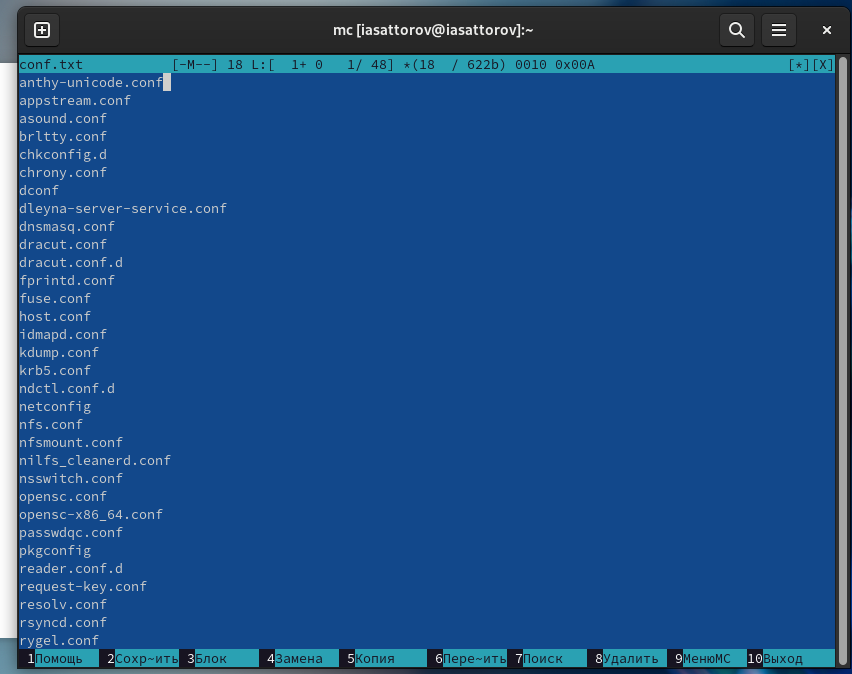 mc [iasattorov@iasattorov]:~
conf.txt [-M--] 18 L:[ 1+ 0 1/ 48] *(18 / 622b) 0010 0x00A [*][X]
anthy-unicode.conf
appstream.conf
asound.conf
brltty.conf
chkconfig.d
chrony.conf
dconf
dleyna-server-service.conf
dnsmasq.conf
dracut.conf
dracut.conf.d
fprintd.conf
fuse.conf
host.conf
idmapd.conf
kdump.conf
krb5.conf
ndctl.conf.d
netconfig
nfs.conf
nfsmount.conf
nilfs_cleanerd.conf
nsswitch.conf
opensc.conf
opensc-x86_64.conf
passwdqc.conf
pkgconfig
reader.conf.d
request-key.conf
resolv.conf
rsyncd.conf
rygel.conf
1Помощь 2Сохр~ить 3Блок 4Замена 5Копия 6Пере~ить 7Поиск 8Удалить 9МенюМС 10Выход